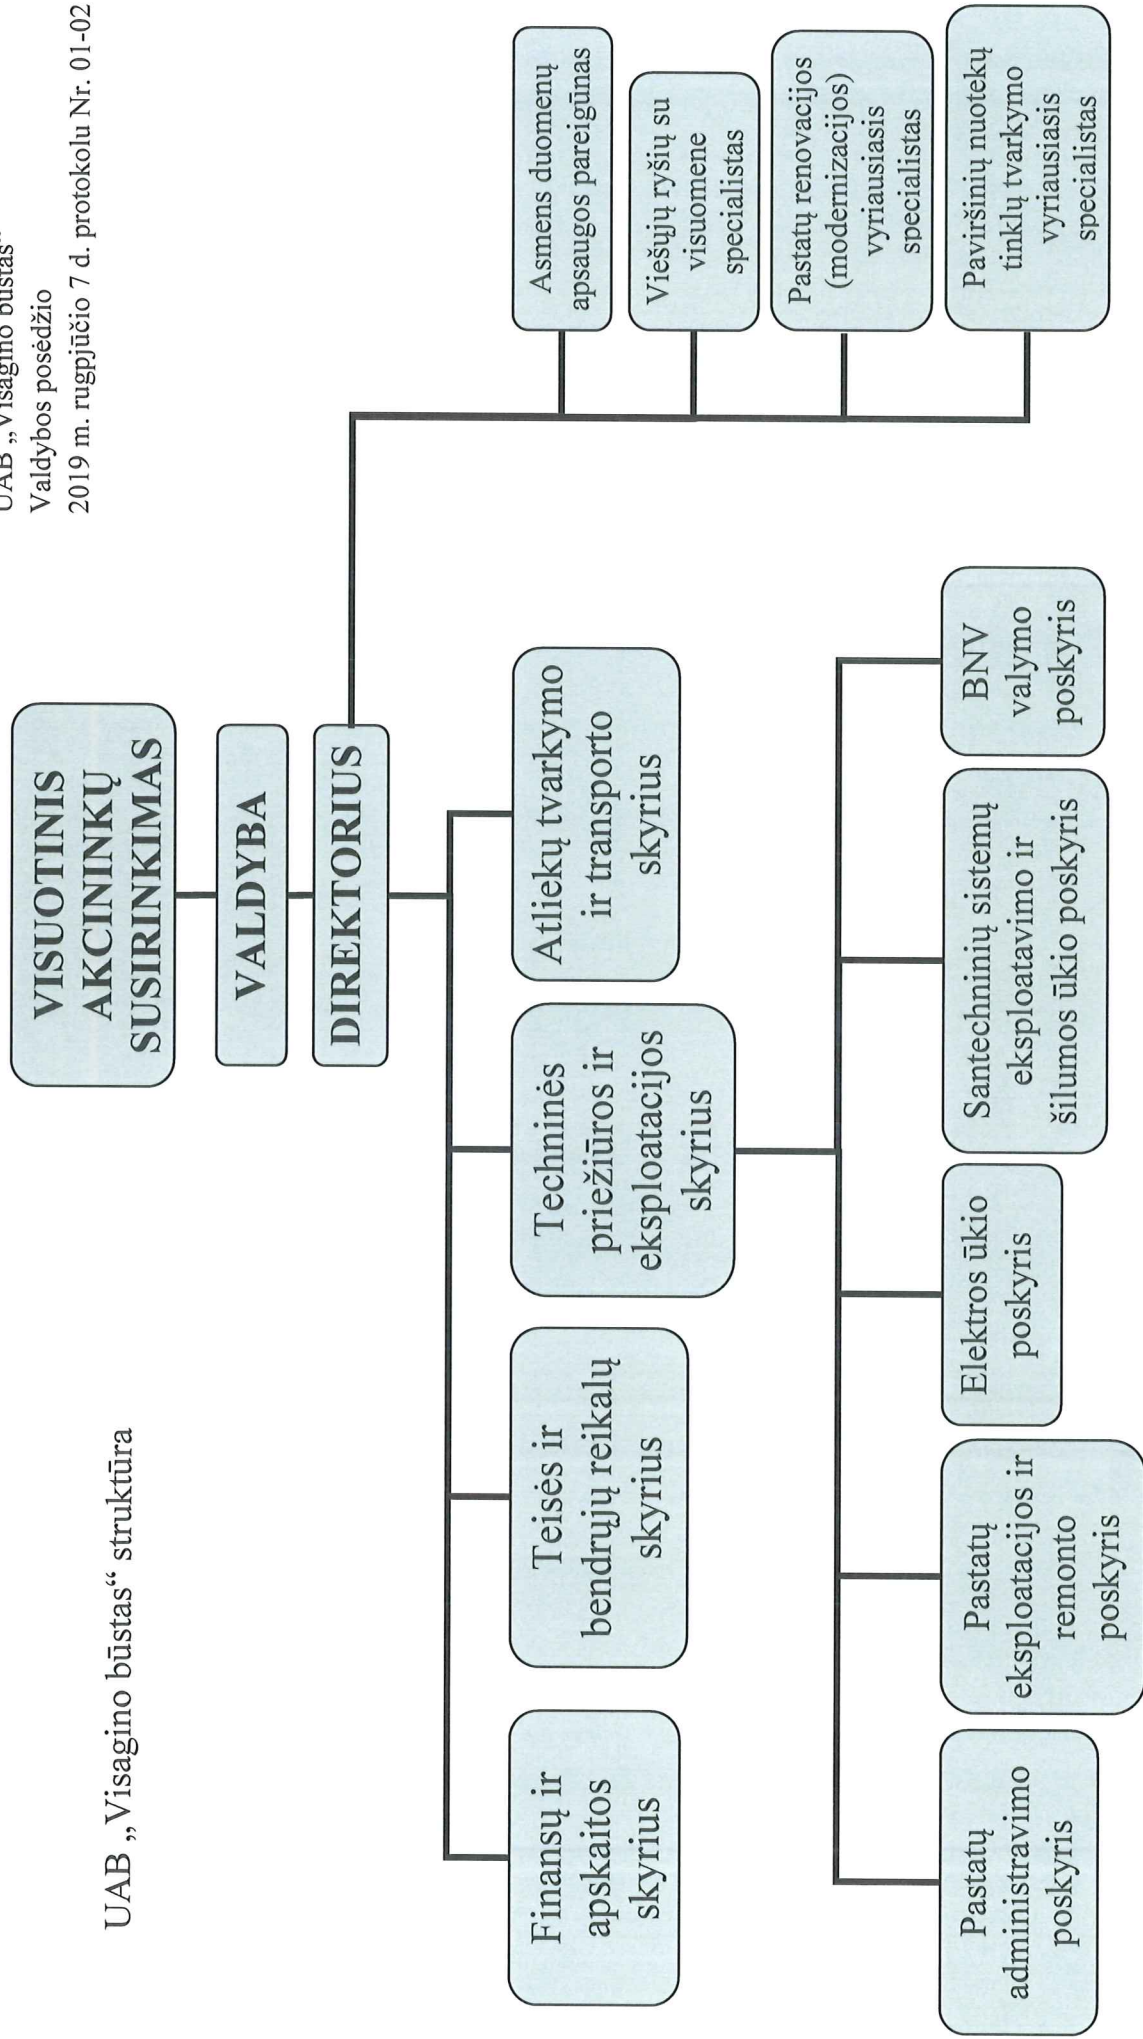 UAB „Visagino būstas“
Valdybos posėdžio
2019 m. rugpjūčio 7 d. protokolu Nr. 01-02
UAB „Visagino būstas“ struktūra
VISUOTINIS
AKCININKŲ
SUSIRINKIMAS
VALDYBA
DIREKTORIUS
Finansų ir
apskaitos
skyrius
Teisės ir
bendrųjų reikalų
skyrius
Techninės
priežiūros ir
eksploatacijos
skyrius
Atliekų tvarkymo
ir transporto
skyrius
Asmens duomenų
apsaugos pareigūnas
Viešųjų ryšių su
visuomene
specialistas
Pastatų renovacijos
(modernizacijos)
vyriausiasis
specialistas
Paviršinių nuotekų
tinklų tvarkymo
vyriausiasis
specialistas
Pastatų
administravimo
poskyris
Pastatų
eksploatacijos ir
remonto
poskyris
Elektros ūkio
poskyris
Santechninių sistemų
eksploatavimo ir
šilumos ūkio poskyris
BNV
valymo
poskyris